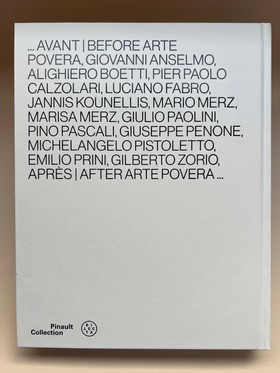 ... AVANT | BEFORE ARTE
POVERA, GIOVANNI ANSELMO,
ALIGHIERO BOETTI, PIER PAOLO
CALZOLARI, LUCIANO FABRO,
JANNIS KOUNELLIS, MARIO MERZ,
MARISA MERZ, GIULIO PAOLINI,
PINO PASCALI, GIUSEPPE PENONE,
MICHELANGELO PISTOLETTO,
EMILIO PRINI, GILBERTO ZORIO,
APRÈS | AFTER ARTE POVERA ...
Pinault
Collection